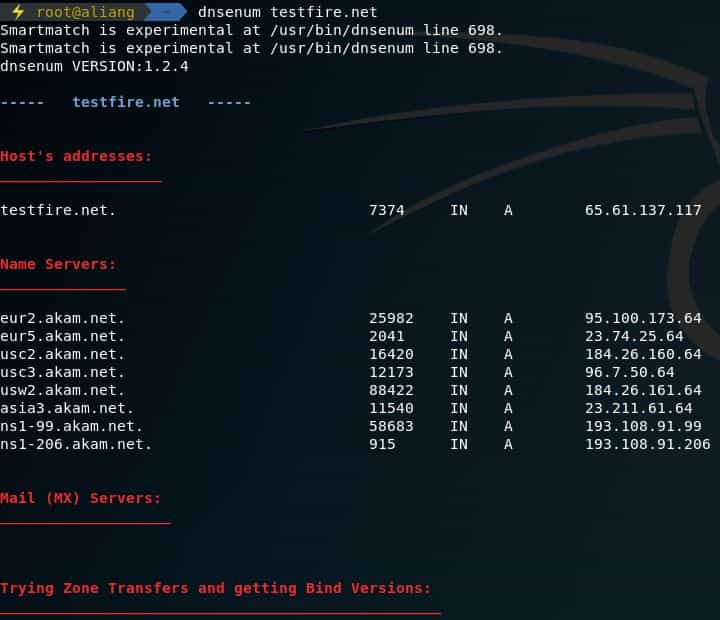 ⚡ root@aliang ~ dnsenum testfire.net
Smartmatch is experimental at /usr/bin/dnsenum line 698.
Smartmatch is experimental at /usr/bin/dnsenum line 698.
dnsenum VERSION:1.2.4
----- testfire.net -----
Host's addresses:
__________________
testfire.net. 7374 IN A 65.61.137.117
Name Servers:
______________
eur2.akam.net. 25982 IN A 95.100.173.64
eur5.akam.net. 2041 IN A 23.74.25.64
usc2.akam.net. 16420 IN A 184.26.160.64
usc3.akam.net. 12173 IN A 96.7.50.64
usw2.akam.net. 88422 IN A 184.26.161.64
asia3.akam.net. 11540 IN A 23.211.61.64
ns1-99.akam.net. 58683 IN A 193.108.91.99
ns1-206.akam.net. 915 IN A 193.108.91.206
Mail (MX) Servers:
___________________
Trying Zone Transfers and getting Bind Versions:
_________________________________________________